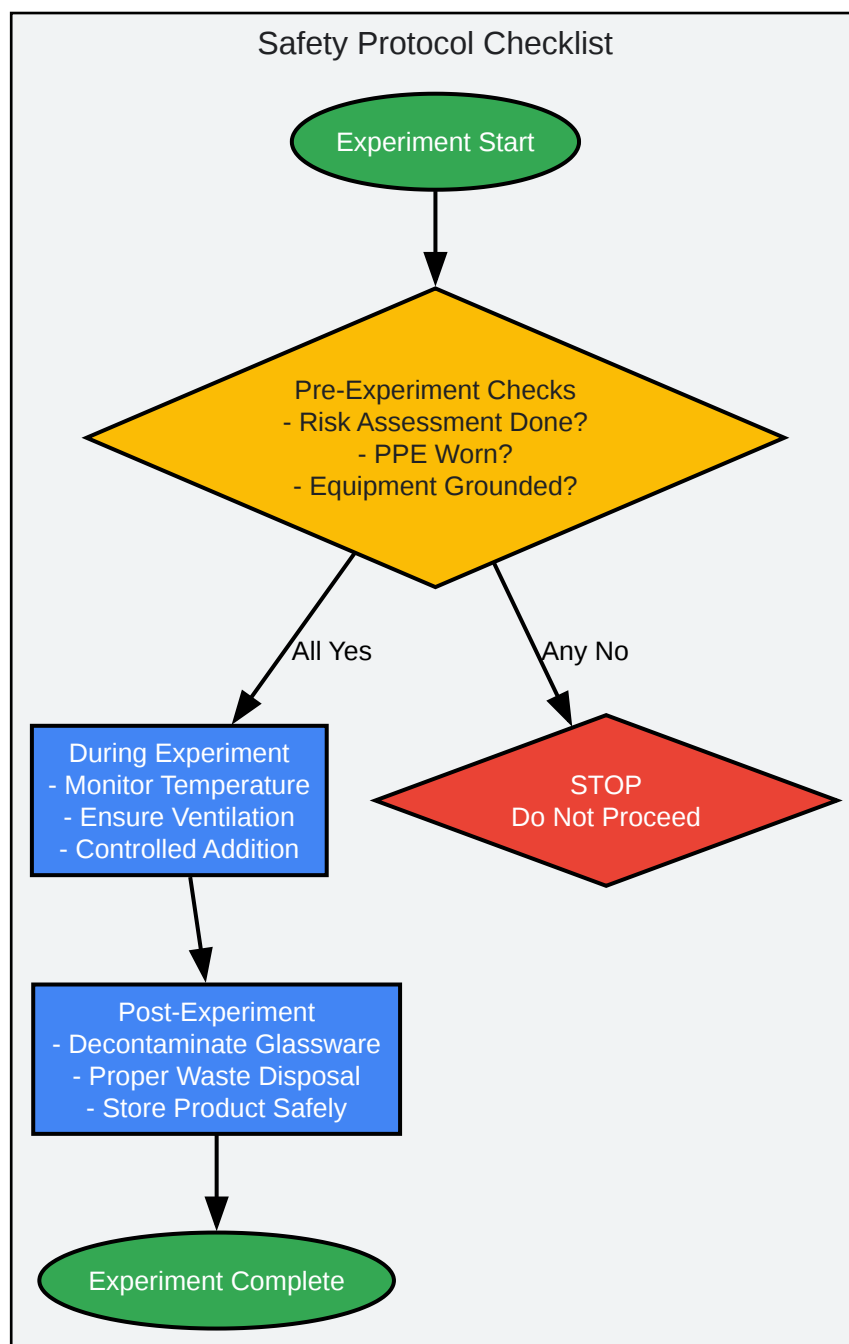 Safety Protocol Checklist
Experiment Start
Pre-Experiment Checks
- Risk Assessment Done?
- PPE Worn?
- Equipment Grounded?
All Yes
Any No
During Experiment
- Monitor Temperature
- Ensure Ventilation
- Controlled Addition
STOP
Do Not Proceed
Post-Experiment
- Decontaminate Glassware
- Proper Waste Disposal
- Store Product Safely
Experiment Complete